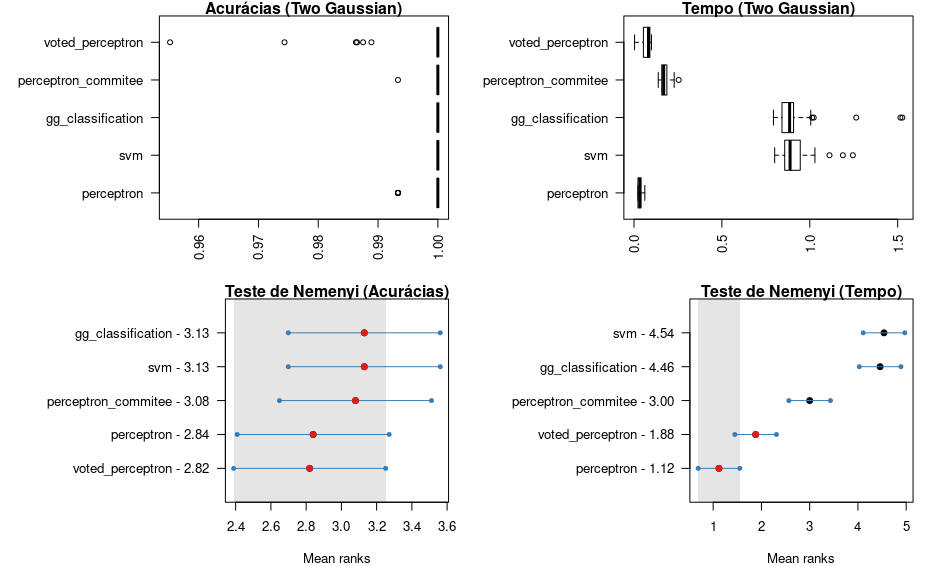 Acurácias (Two Gaussian)
voted_perceptron
perceptron_commitee
gg_classification
svm
perceptron
0.96
0.97
0.98
0.99
1.00
Tempo (Two Gaussian)
voted_perceptron
perceptron_commitee
gg_classification
svm
perceptron
0.0
0.5
1.0
1.5
Teste de Nemenyi (Acurácias)
gg_classification - 3.13
svm - 3.13
perceptron_commitee - 3.08
perceptron - 2.84
voted_perceptron - 2.82
2.4 2.6 2.8 3.0 3.2 3.4 3.6
Mean ranks
Teste de Nemenyi (Tempo)
svm - 4.54
gg_classification - 4.46
perceptron_commitee - 3.00
voted_perceptron - 1.88
perceptron - 1.12
1 2 3 4 5
Mean ranks